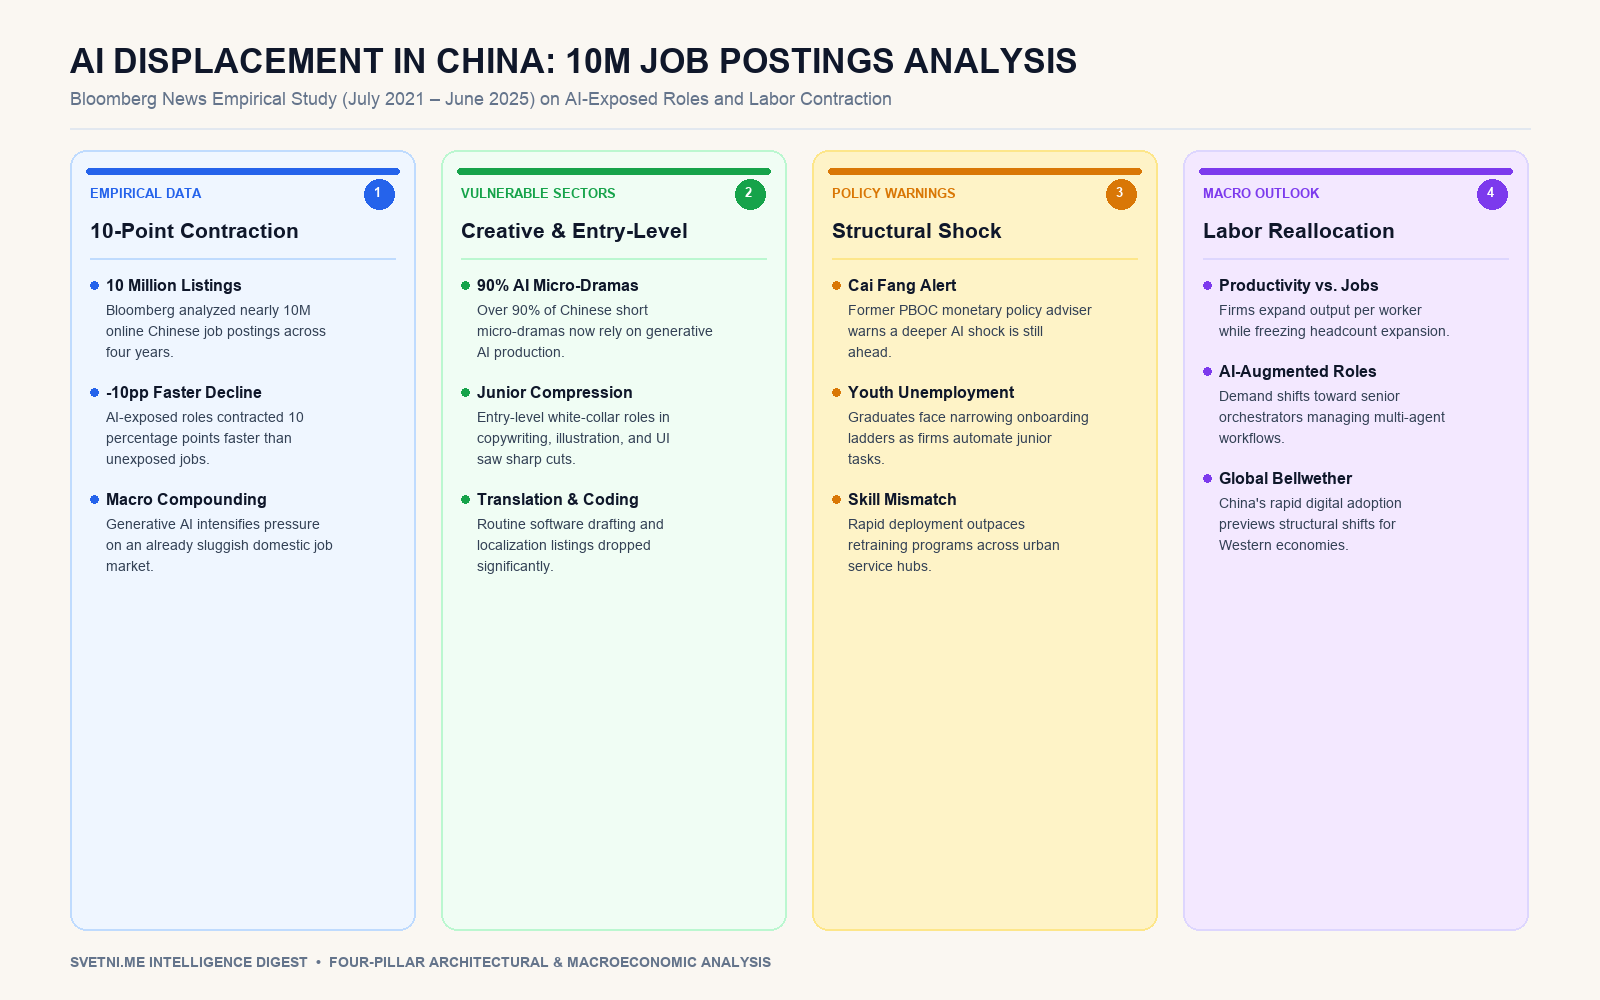 AI DISPLACEMENT IN CHINA: 10M JOB POSTINGS ANALYSIS
Bloomberg News Empirical Study (July 2021 – June 2025) on AI-Exposed Roles and Labor Contraction
EMPIRICAL DATA
1
10-Point Contraction
10 Million Listings
Bloomberg analyzed nearly 10M
online Chinese job postings across
four years.
-10pp Faster Decline
AI-exposed roles contracted 10
percentage points faster than
unexposed jobs.
Macro Compounding
Generative AI intensifies pressure
on an already sluggish domestic job
market.
VULNERABLE SECTORS
2
Creative & Entry-Level
90% AI Micro-Dramas
Over 90% of Chinese short
micro-dramas now rely on generative
AI production.
Junior Compression
Entry-level white-collar roles in
copywriting, illustration, and UI
saw sharp cuts.
Translation & Coding
Routine software drafting and
localization listings dropped
significantly.
POLICY WARNINGS
3
Structural Shock
Cai Fang Alert
Former PBOC monetary policy adviser
warns a deeper AI shock is still
ahead.
Youth Unemployment
Graduates face narrowing onboarding
ladders as firms automate junior
tasks.
Skill Mismatch
Rapid deployment outpaces
retraining programs across urban
service hubs.
MACRO OUTLOOK
4
Labor Reallocation
Productivity vs. Jobs
Firms expand output per worker
while freezing headcount expansion.
AI-Augmented Roles
Demand shifts toward senior
orchestrators managing multi-agent
workflows.
Global Bellwether
China's rapid digital adoption
previews structural shifts for
Western economies.
SVETNI.ME INTELLIGENCE DIGEST • FOUR-PILLAR ARCHITECTURAL & MACROECONOMIC ANALYSIS